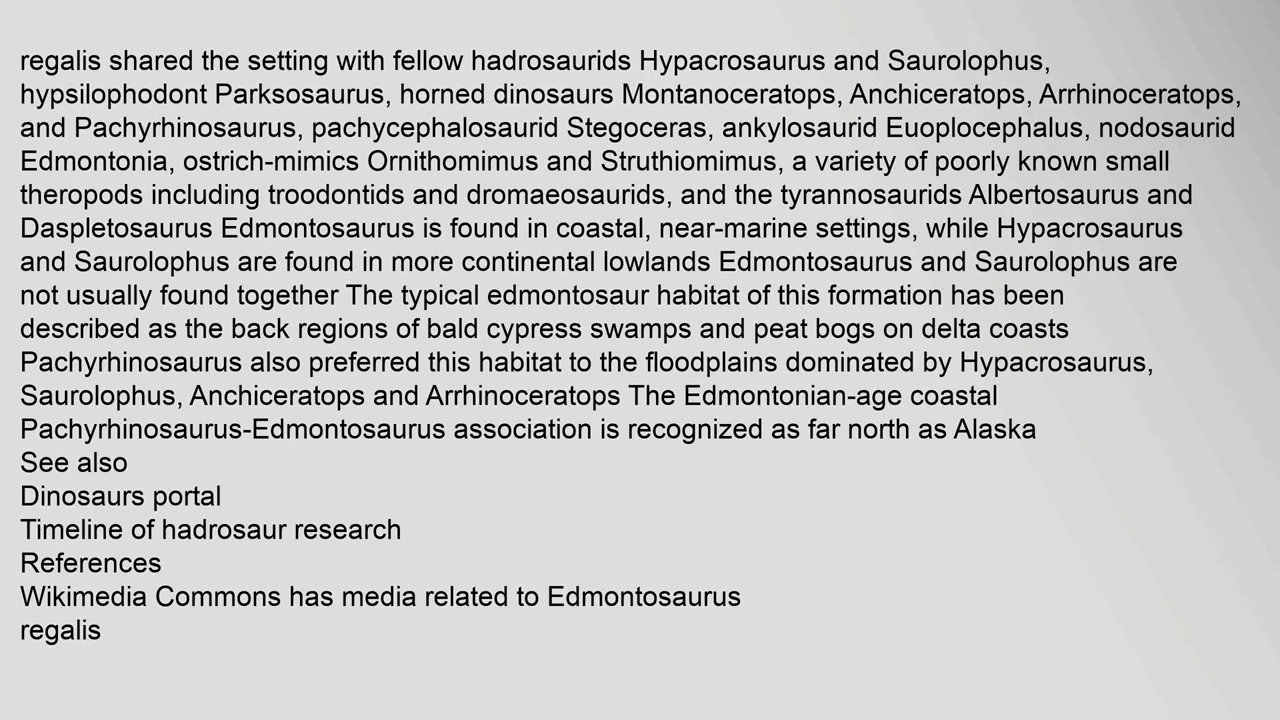 regalis shared the setting with fellow hadrosaurids Hypacrosaurus and Saurolophus,
hypsilophodont Parksosaurus, horned dinosaurs Montanoceratops, Anchiceratops, Arrhinoceratops,
and Pachyrhinosaurus, pachycephalosaurid Stegoceras, ankylosaurid Euoplocephalus, nodosaurid
Edmontonia, ostrich-mimics Ornithomimus and Struthiomimus, a variety of poorly known small
theropods including troodontids and dromaeosaurids, and the tyrannosaurids Albertosaurus and
Daspletosaurus Edmontosaurus is found in coastal, near-marine settings, while Hypacrosaurus
and Saurolophus are found in more continental lowlands Edmontosaurus and Saurolophus are
not usually found together The typical edmontosaur habitat of this formation has been
described as the back regions of bald cypress swamps and peat bogs on delta coasts
Pachyrhinosaurus also preferred this habitat to the floodplains dominated by Hypacrosaurus,
Saurolophus, Anchiceratops and Arrhinoceratops The Edmontonian-age coastal
Pachyrhinosaurus-Edmontosaurus association is recognized as far north as Alaska
See also
Dinosaurs portal
Timeline of hadrosaur research
References
Wikimedia Commons has media related to Edmontosaurus
regalis